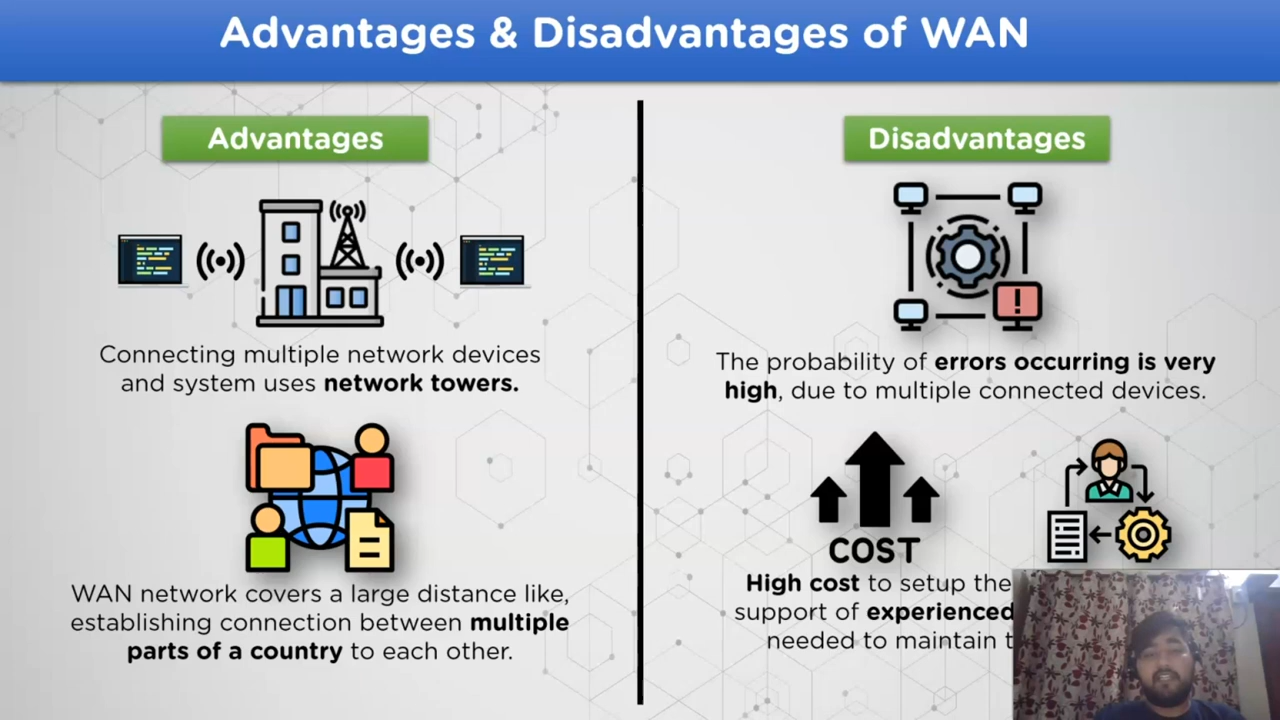 Advantages & Disadvantages of WAN
Advantages
Connecting multiple network devices
and system uses network towers.
WAN network covers a large distance like,
establishing connection between multiple
parts of a country to each other.
Disadvantages
The probability of errors occurring is very
high, due to multiple connected devices.
COST
High cost to setup the
support of experienced
needed to maintain